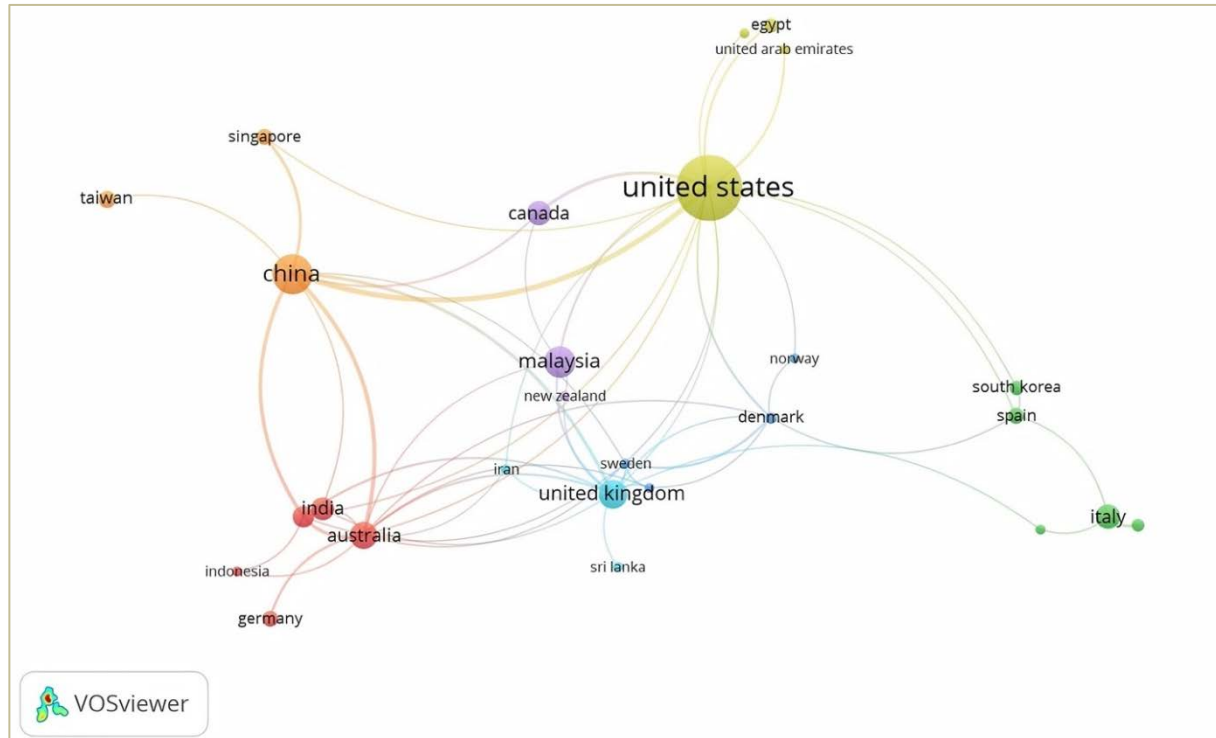 egypt
united arab emirates
singapore
united states
taiwan
canada
china
malaysia
norway
new zealand
south korea
denmark
spain
sweden
iran
united kingdom
india
italy
australia
sri lanka
indonesia
germany
VOSviewer